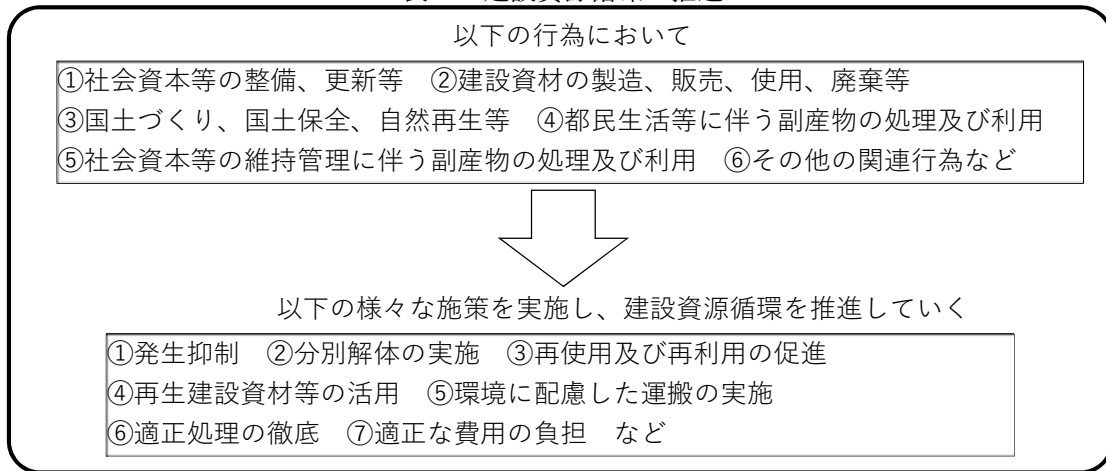 以下の行為において
①社会資本等の整備、更新等　②建設資材の製造、販売、使用、廃棄等
③国土づくり、国土保全、自然再生等　④都民生活等に伴う副産物の処理及び利用
⑤社会資本等の維持管理に伴う副産物の処理及び利用　⑥その他の関連行為など
以下の様々な施策を実施し、建設資源循環を推進していく
①発生抑制　②分別解体の実施　③再使用及び再利用の促進
④再生建設資材等の活用　⑤環境に配慮した運搬の実施
⑥適正処理の徹底　⑦適正な費用の負担　など